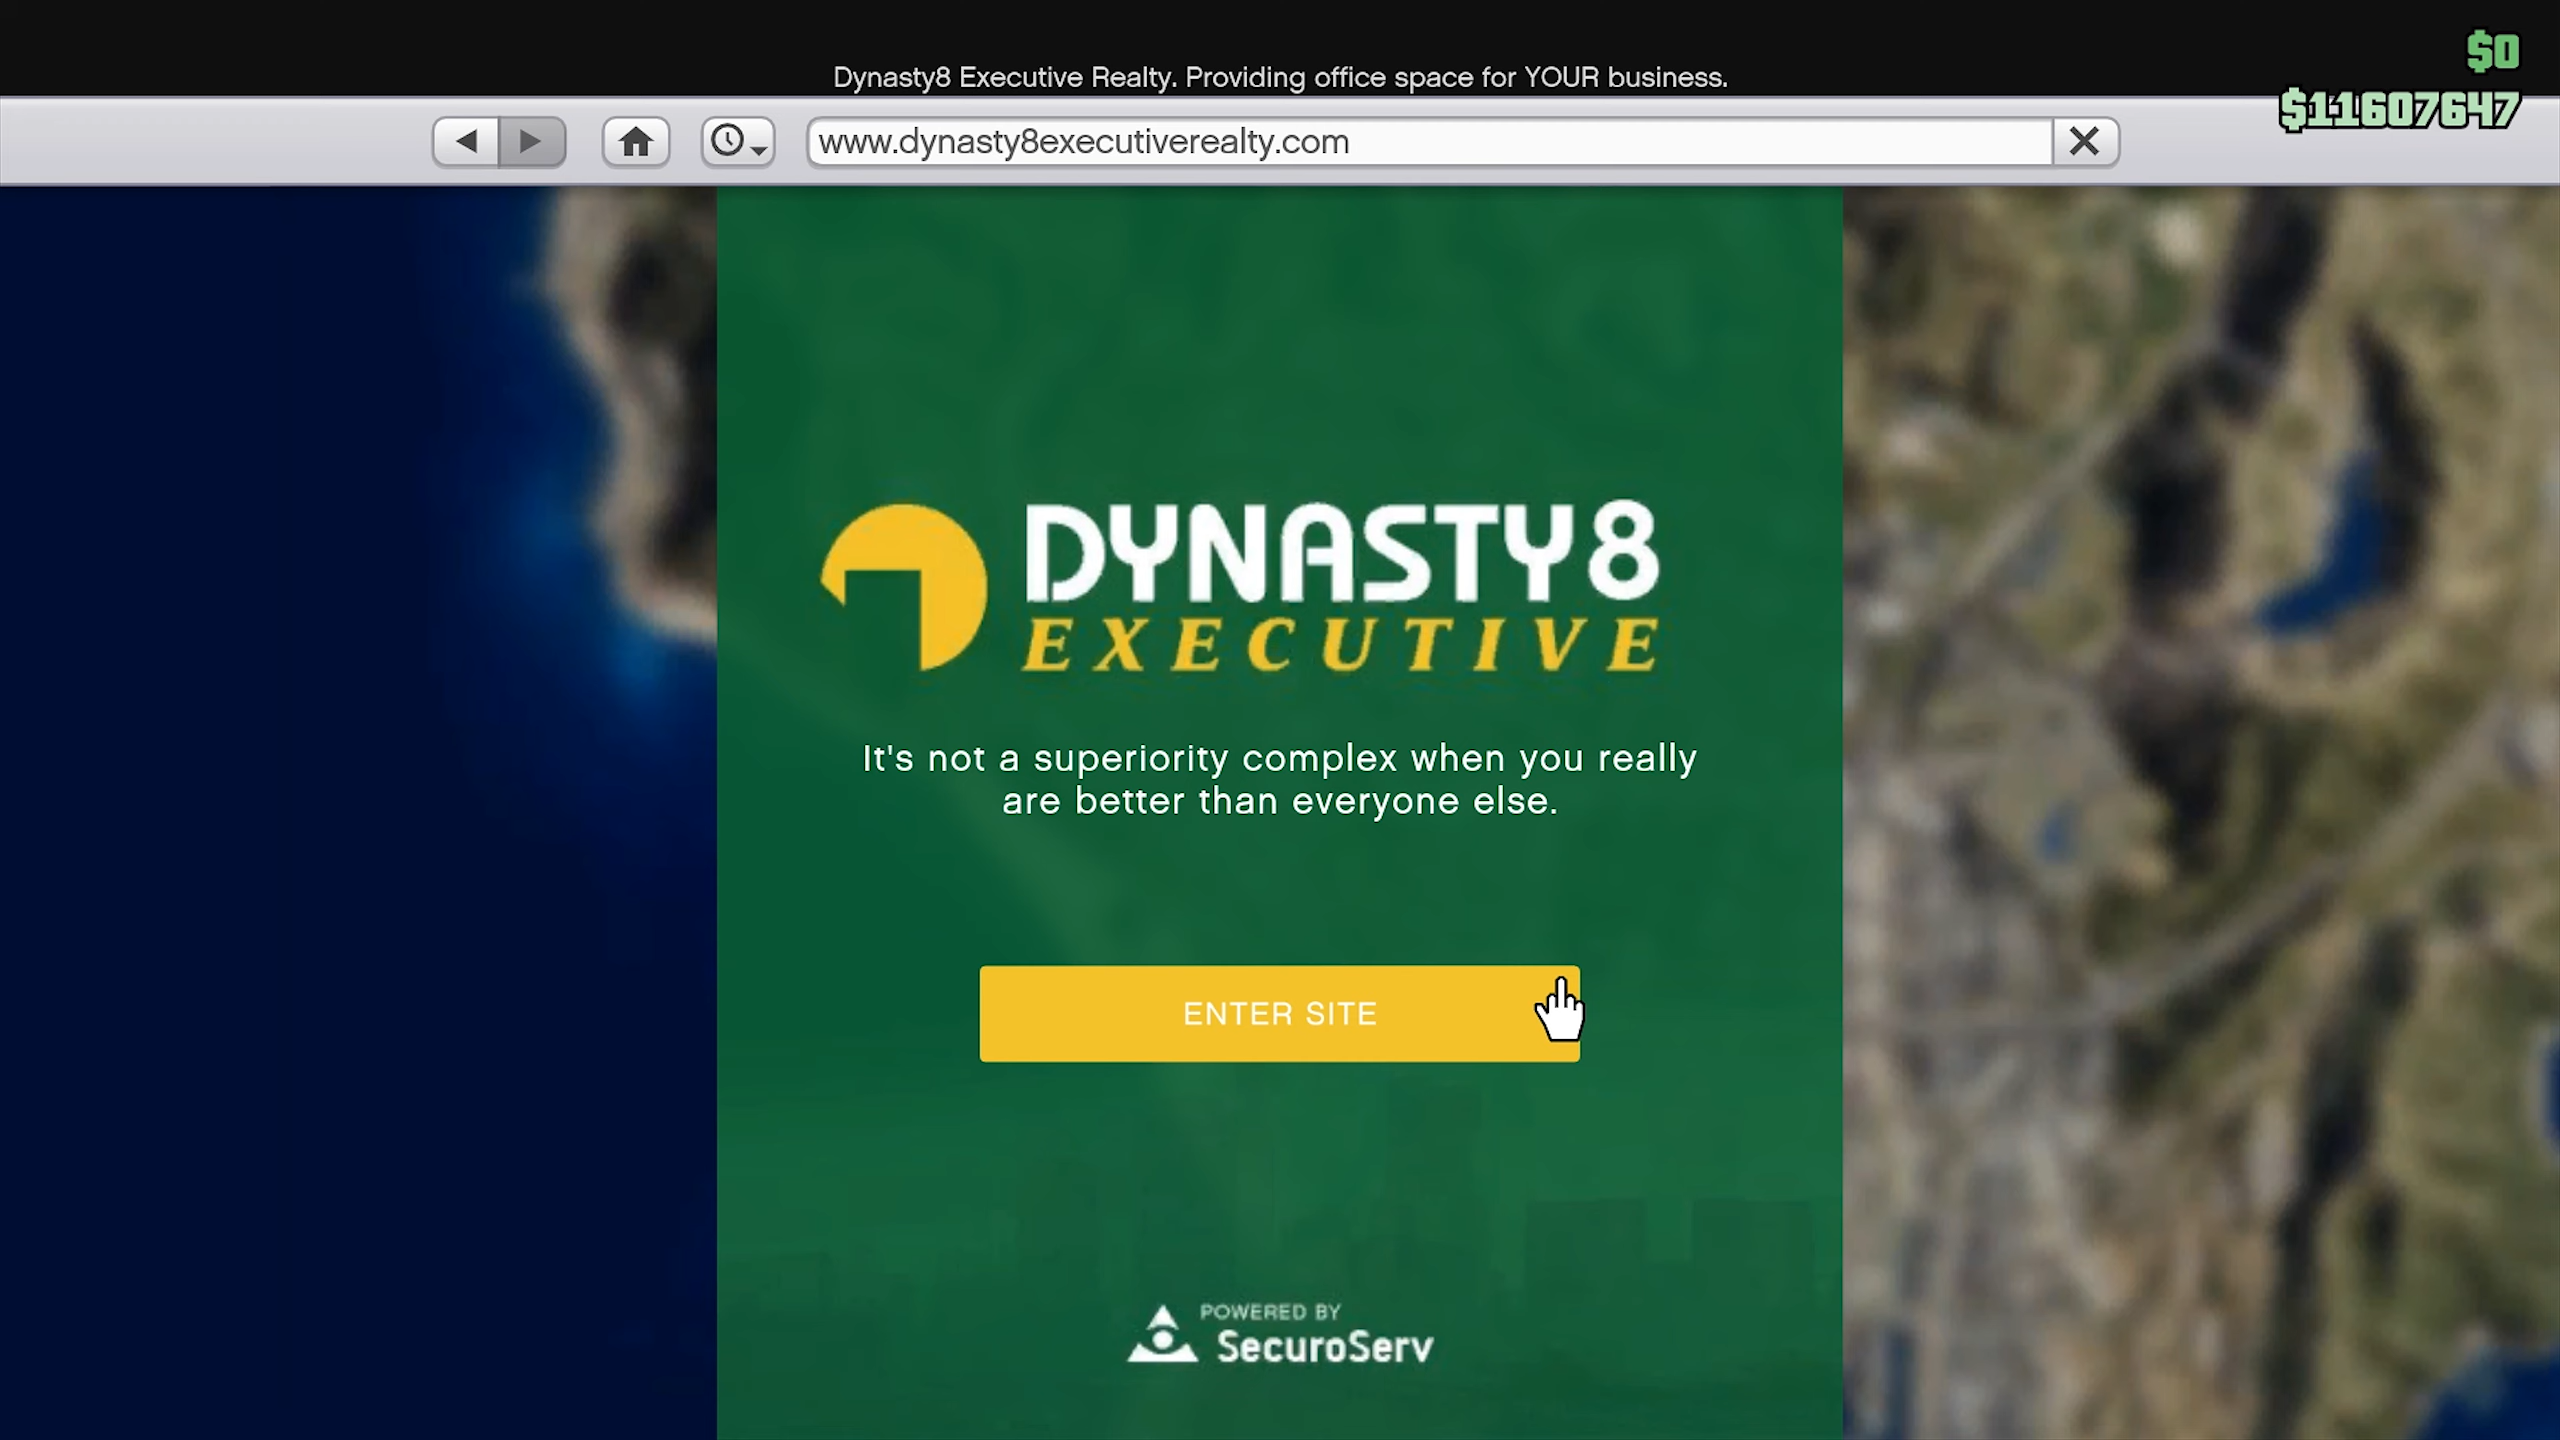 $0
Dynasty8 Executive Realty. Providing office space for YOUR business.
$11607647
www.dynasty8executiverealty.com
DYNASTY8
EXECUTIVE
It's not a superiority complex when you really
are better than everyone else.
ENTER SITE
POWERED BY
SecuroServ